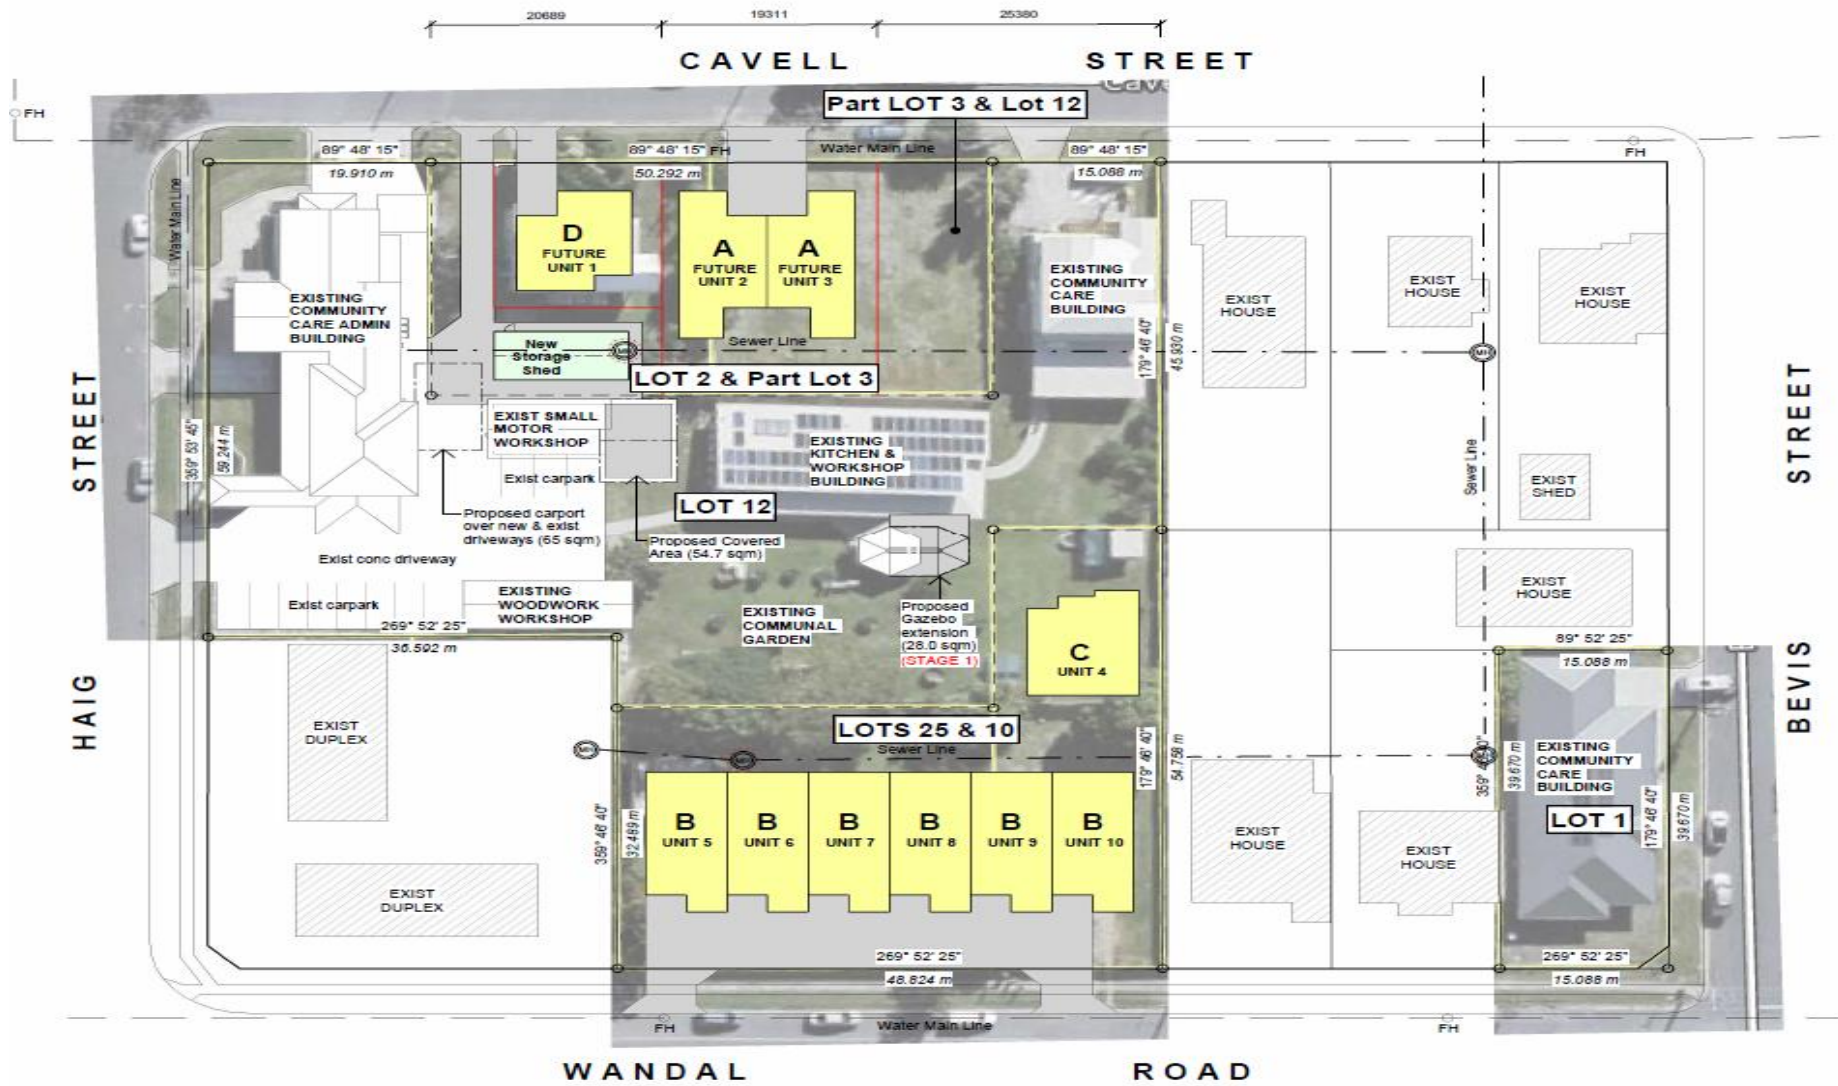 20689
19311
25380
CAVELL STREET
Cave
Part LOT 3 & Lot 12
FH
89° 48' 15"
19.910 m
89° 48' 15"
FH
50.292 m
Water Main Line
89° 48' 15"
15.088 m
FH
Water Main Line
D
FUTURE
UNIT 1
A
FUTURE
UNIT 2
A
FUTURE
UNIT 3
EXISTING
COMMUNITY
CARE ADMIN
BUILDING
EXISTING
COMMUNITY
CARE
BUILDING
EXIST
HOUSE
EXIST
HOUSE
EXIST
HOUSE
New
Storage
Shed
MH
Sewer Line
MH
LOT 2 & Part Lot 3
179° 46' 40"
45.930 m
STREET
HAIG
359° 53' 45"
59.244 m
EXIST SMALL
MOTOR
WORKSHOP
Exist carpark
EXISTING
KITCHEN &
WORKSHOP
BUILDING
LOT 12
Proposed carport
over new & exist
driveways (65 sqm)
Proposed Covered
Area (54.7 sqm)
Exist conc driveway
Exist carpark
EXISTING
WOODWORK
WORKSHOP
269° 52' 25"
36.592 m
EXISTING
COMMUNAL
GARDEN
Proposed
Gazebo
extension
(28.0 sqm)
(STAGE 1)
C
UNIT 4
Sewer Line
EXIST
SHED
EXIST
HOUSE
STREET
BEVIS
89° 52' 25"
15.088 m
EXIST
DUPLEX
EXIST
DUPLEX
LOTS 25 & 10
Sewer Line
MH
MH
359° 46' 40"
32.489 m
179° 46' 40"
54.758 m
B
UNIT 5
B
UNIT 6
B
UNIT 7
B
UNIT 8
B
UNIT 9
B
UNIT 10
EXIST
HOUSE
EXIST
HOUSE
39.670 m
EXISTING
COMMUNITY
CARE
BUILDING
LOT 1
179° 46' 40"
39.670 m
269° 52' 25"
48.824 m
269° 52' 25"
15.088 m
FH
Water Main Line
FH
WANDAL ROAD